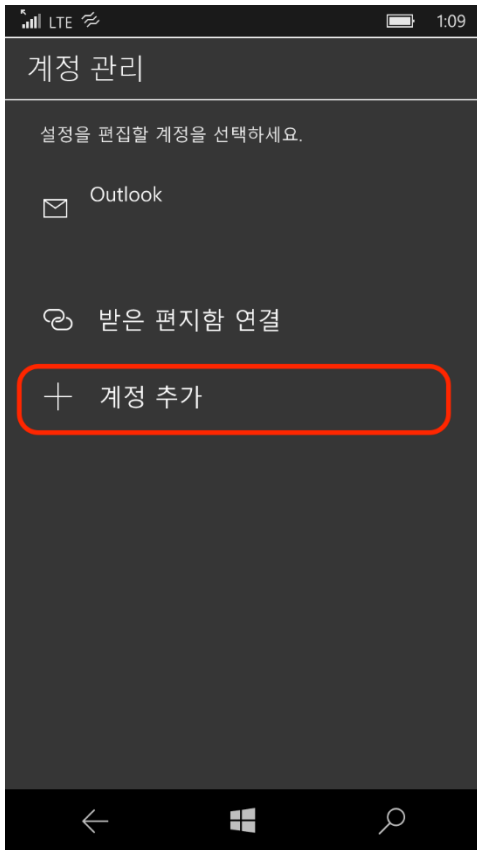 LTE 1:09
계정 관리
설정을 편집할 계정을 선택하세요.
Outlook
받은 편지함 연결
계정 추가